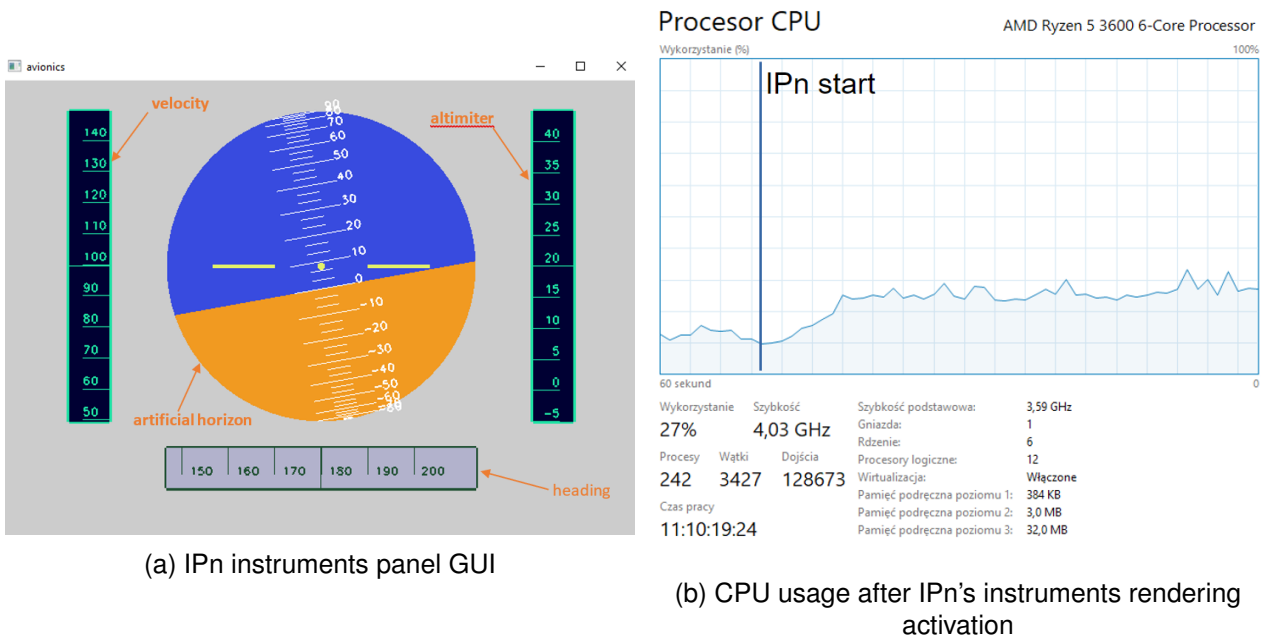 avionics
velocity
altimiter
140
130
120
110
100
90
80
70
60
50
90
80
70
60
50
40
30
20
10
0
-10
-20
-30
-40
-50
-60
-80
40
35
30
25
20
15
10
5
0
-5
artificial horizon
150 160 170 180 190 200
heading
(a) IPn instruments panel GUI
Procesor CPU
AMD Ryzen 5 3600 6-Core Processor
Wykorzystanie (%) 100%
IPn start
60 sekund 0
Wykorzystanie Szybkość
27% 4,03 GHz
Procesy Wątki Dojścia
242 3427 128673
Czas pracy
11:10:19:24
Szybkość podstawowa: 3,59 GHz
Gniazda: 1
Rdzenie: 6
Procesory logiczne: 12
Wirtualizacja: Włączone
Pamięć podręczna poziomu 1: 384 KB
Pamięć podręczna poziomu 2: 3,0 MB
Pamięć podręczna poziomu 3: 32,0 MB
(b) CPU usage after IPn's instruments rendering
activation